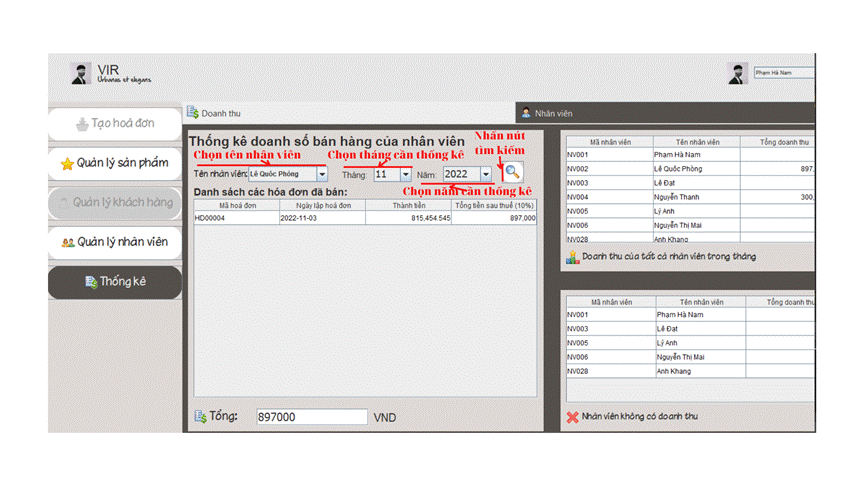 VIR
Urbanus et elegans
Phạm Hà Nam
Tạo hoá đơn
Quản lý sản phẩm
Quản lý khách hàng
Quản lý nhân viên
Thống kê
Doanh thu
Nhân viên
Thống kê doanh số bán hàng của nhân viên
Nhấn nút
tìm kiếm
Chọn tên nhân viên
Chọn tháng cần thống kê
Tên nhân viên: Lê Quốc Phòng Tháng: 11 Năm: 2022
Chọn năm cần thống kê
Danh sách các hóa đơn đã bán:
Mã hoá đơn Ngày lập hoá đơn Thành tiền Tổng tiền sau thuế (10%)
HD00004 2022-11-03 815,454.545 897,000
Tổng: 897000 VND
Mã nhân viên Tên nhân viên Tổng doanh thu
NV001 Phạm Hà Nam
NV002 Lê Quốc Phòng 897,
NV003 Lê Đạt
NV004 Nguyễn Thanh 300,
NV005 Lý Anh
NV006 Nguyễn Thị Mai
NV028 Anh Khang
Doanh thu của tất cả nhân viên trong tháng
Mã nhân viên Tên nhân viên Tổng doanh thu
NV001 Phạm Hà Nam
NV003 Lê Đạt
NV005 Lý Anh
NV006 Nguyễn Thị Mai
NV028 Anh Khang
Nhân viên không có doanh thu